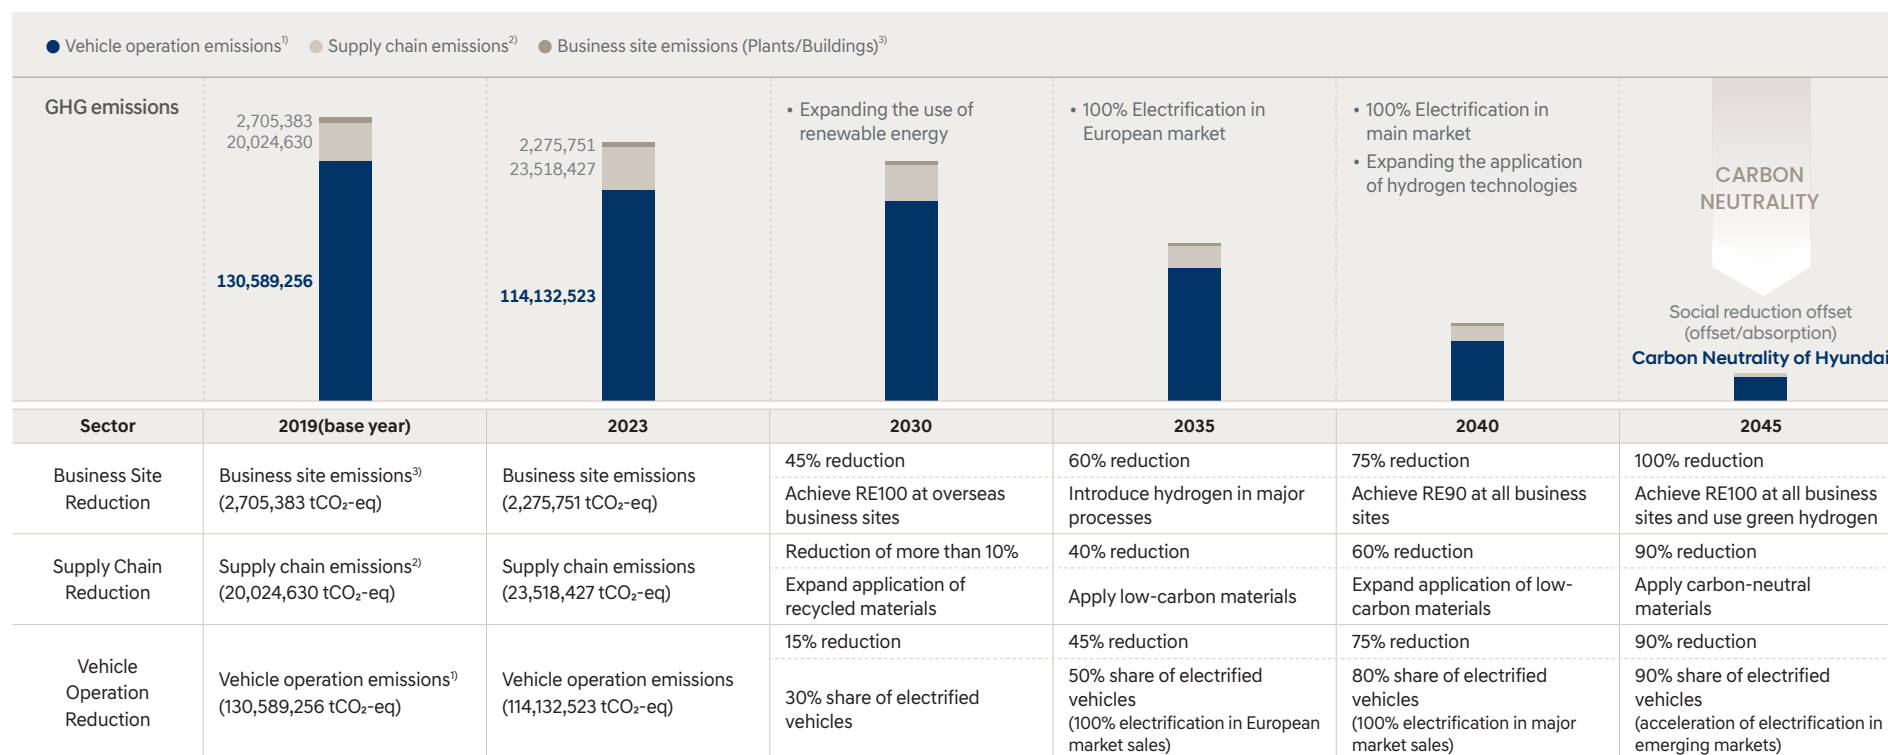 Vehicle operation emissions1)
Supply chain emissions2)
Business site emissions (Plants/Buildings)3)
GHG emissions
2,705,383
20,024,630
130,589,256
2,275,751
23,518,427
114,132,523
• Expanding the use of
renewable energy
• 100% Electrification in
European market
• 100% Electrification in
main market
• Expanding the application
of hydrogen technologies
CARBON
NEUTRALITY
Social reduction offset
(offset/absorption)
Carbon Neutrality of Hyundai
Sector
2019(base year)
2023
2030
2035
2040
2045
Business Site
Reduction
Business site emissions3)
(2,705,383 tCO₂-eq)
Business site emissions
(2,275,751 tCO₂-eq)
45% reduction
Achieve RE100 at overseas
business sites
60% reduction
Introduce hydrogen in major
processes
75% reduction
Achieve RE90 at all business
sites
100% reduction
Achieve RE100 at all business
sites and use green hydrogen
Supply Chain
Reduction
Supply chain emissions2)
(20,024,630 tCO₂-eq)
Supply chain emissions
(23,518,427 tCO₂-eq)
Reduction of more than 10%
Expand application of
recycled materials
40% reduction
Apply low-carbon materials
60% reduction
Expand application of low-
carbon materials
90% reduction
Apply carbon-neutral
materials
Vehicle
Operation
Reduction
Vehicle operation emissions1)
(130,589,256 tCO₂-eq)
Vehicle operation emissions
(114,132,523 tCO₂-eq)
15% reduction
30% share of electrified
vehicles
45% reduction
50% share of electrified
vehicles
(100% electrification in European
market sales)
75% reduction
80% share of electrified
vehicles
(100% electrification in major
market sales)
90% reduction
90% share of electrified
vehicles
(acceleration of electrification in
emerging markets)